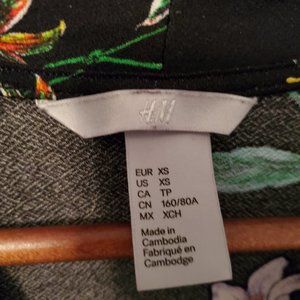 H&M
EUR XS
US XS
CA TP
CN 160/80A
MX XCH
Made in
Cambodia
Fabriqué en
Cambodge